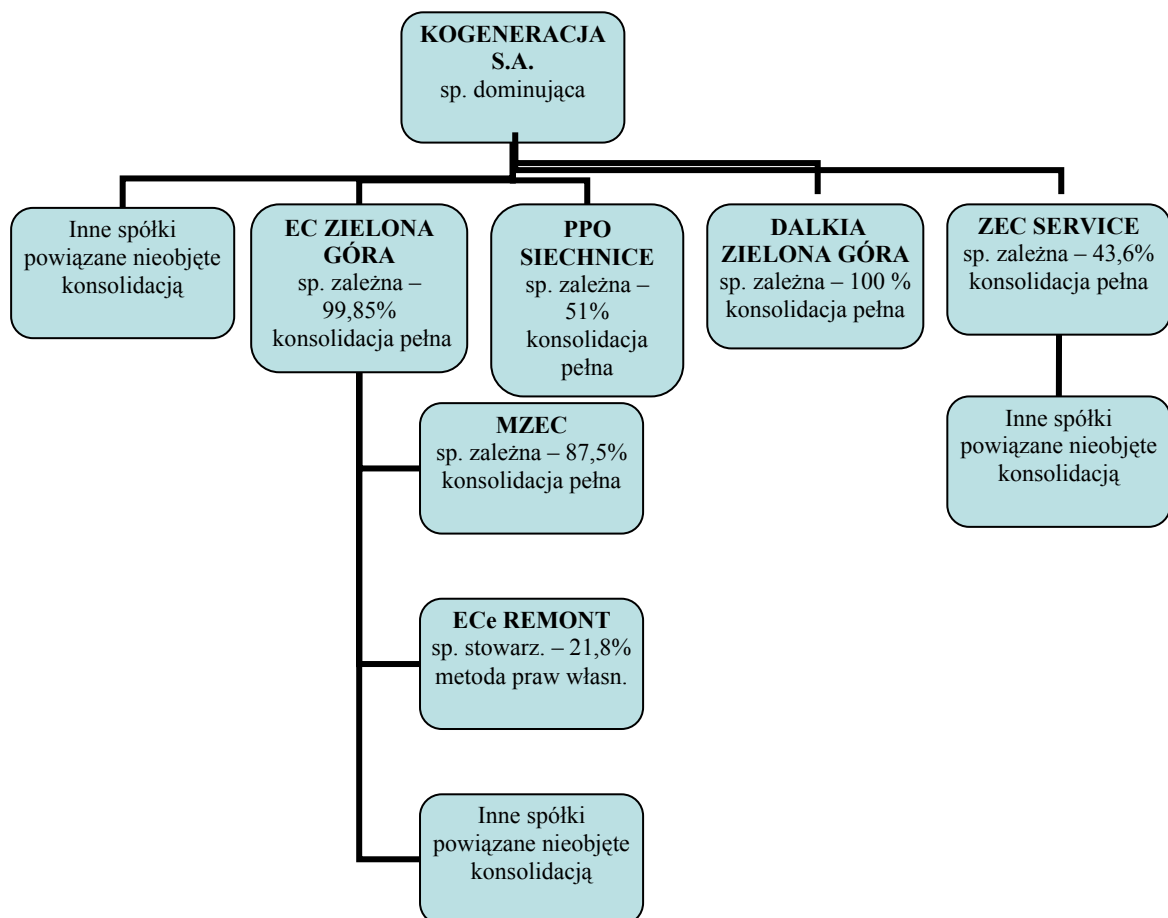 KOGENERACJA
S.A.
sp. dominująca
Inne spółki
powiązane nieobjęte
konsolidacją
EC ZIELONA
GÓRA
sp. zależna –
99,85%
konsolidacja pełna
PPO
SIECHNICE
sp. zależna –
51%
konsolidacja
pełna
DALKIA
ZIELONA GÓRA
sp. zależna – 100 %
konsolidacja pełna
ZEC SERVICE
sp. zależna – 43,6%
konsolidacja pełna
MZEC
sp. zależna – 87,5%
konsolidacja pełna
Inne spółki
powiązane nieobjęte
konsolidacją
ECe REMONT
sp. stowarz. – 21,8%
metoda praw własn.
Inne spółki
powiązane nieobjęte
konsolidacją